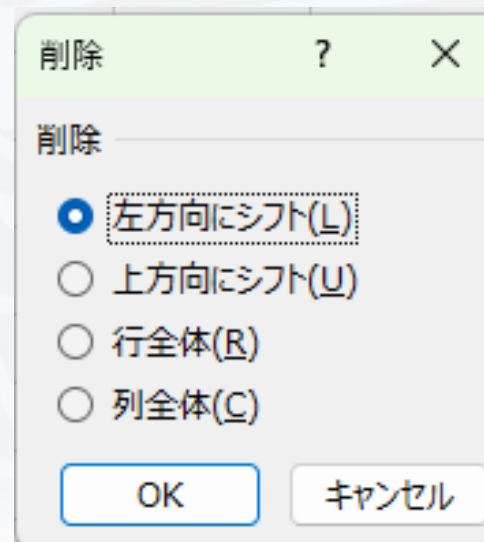 削除 ?
削除
左方向にシフト(L)
上方向にシフト(U)
行全体(R)
列全体(C)
OK キャンセル